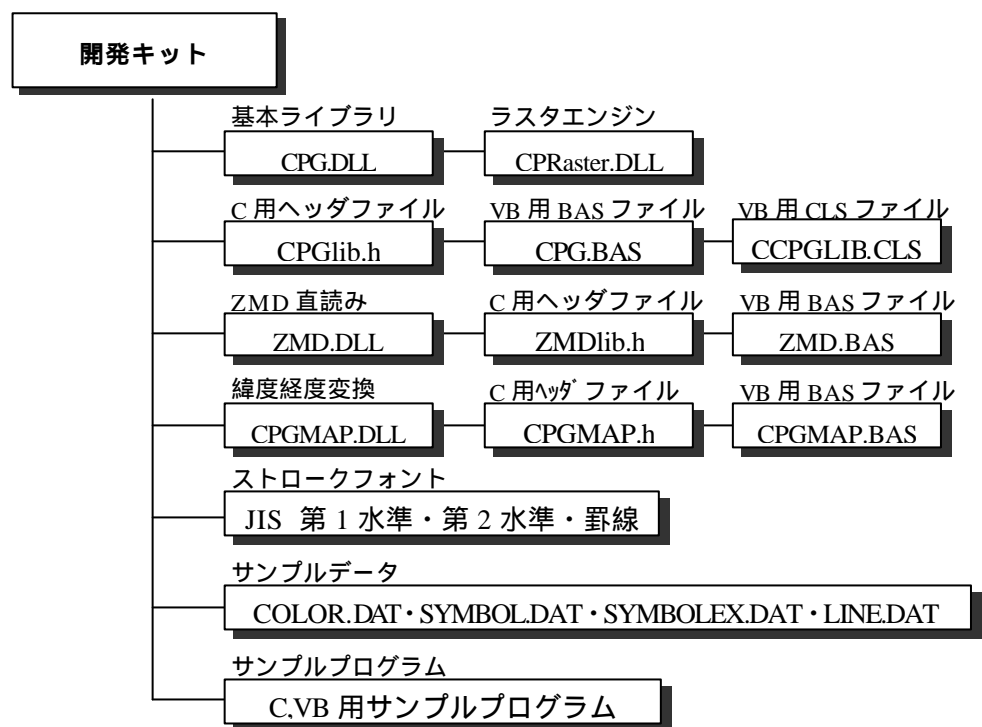 開発キット
基本ライブラリ ラスタエンジン
CPG.DLL CPRaster.DLL
C 用ヘッダファイル VB 用 BAS ファイル VB 用 CLS ファイル
CPGlib.h CPG.BAS CCPGLIB.CLS
ZMD 直読み C 用ヘッダファイル VB 用 BAS ファイル
ZMD.DLL ZMDlib.h ZMD.BAS
緯度経度変換 C 用ﾍｯﾀﾞファイル VB 用 BAS ファイル
CPGMAP.DLL CPGMAP.h CPGMAP.BAS
ストロークフォント
JIS 第 1 水準・第 2 水準・罫線
サンプルデータ
COLOR.DAT・SYMBOL.DAT・SYMBOLEX.DAT・LINE.DAT
サンプルプログラム
C,VB 用サンプルプログラム